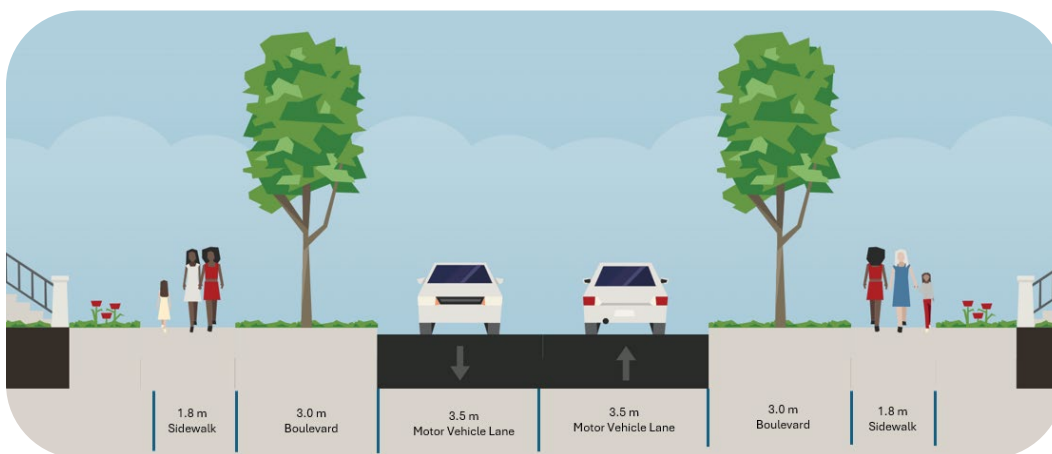 1.8 m
Sidewalk
3.0 m
Boulevard
3.5 m
Motor Vehicle Lane
3.5 m
Motor Vehicle Lane
3.0 m
Boulevard
1.8 m
Sidewalk